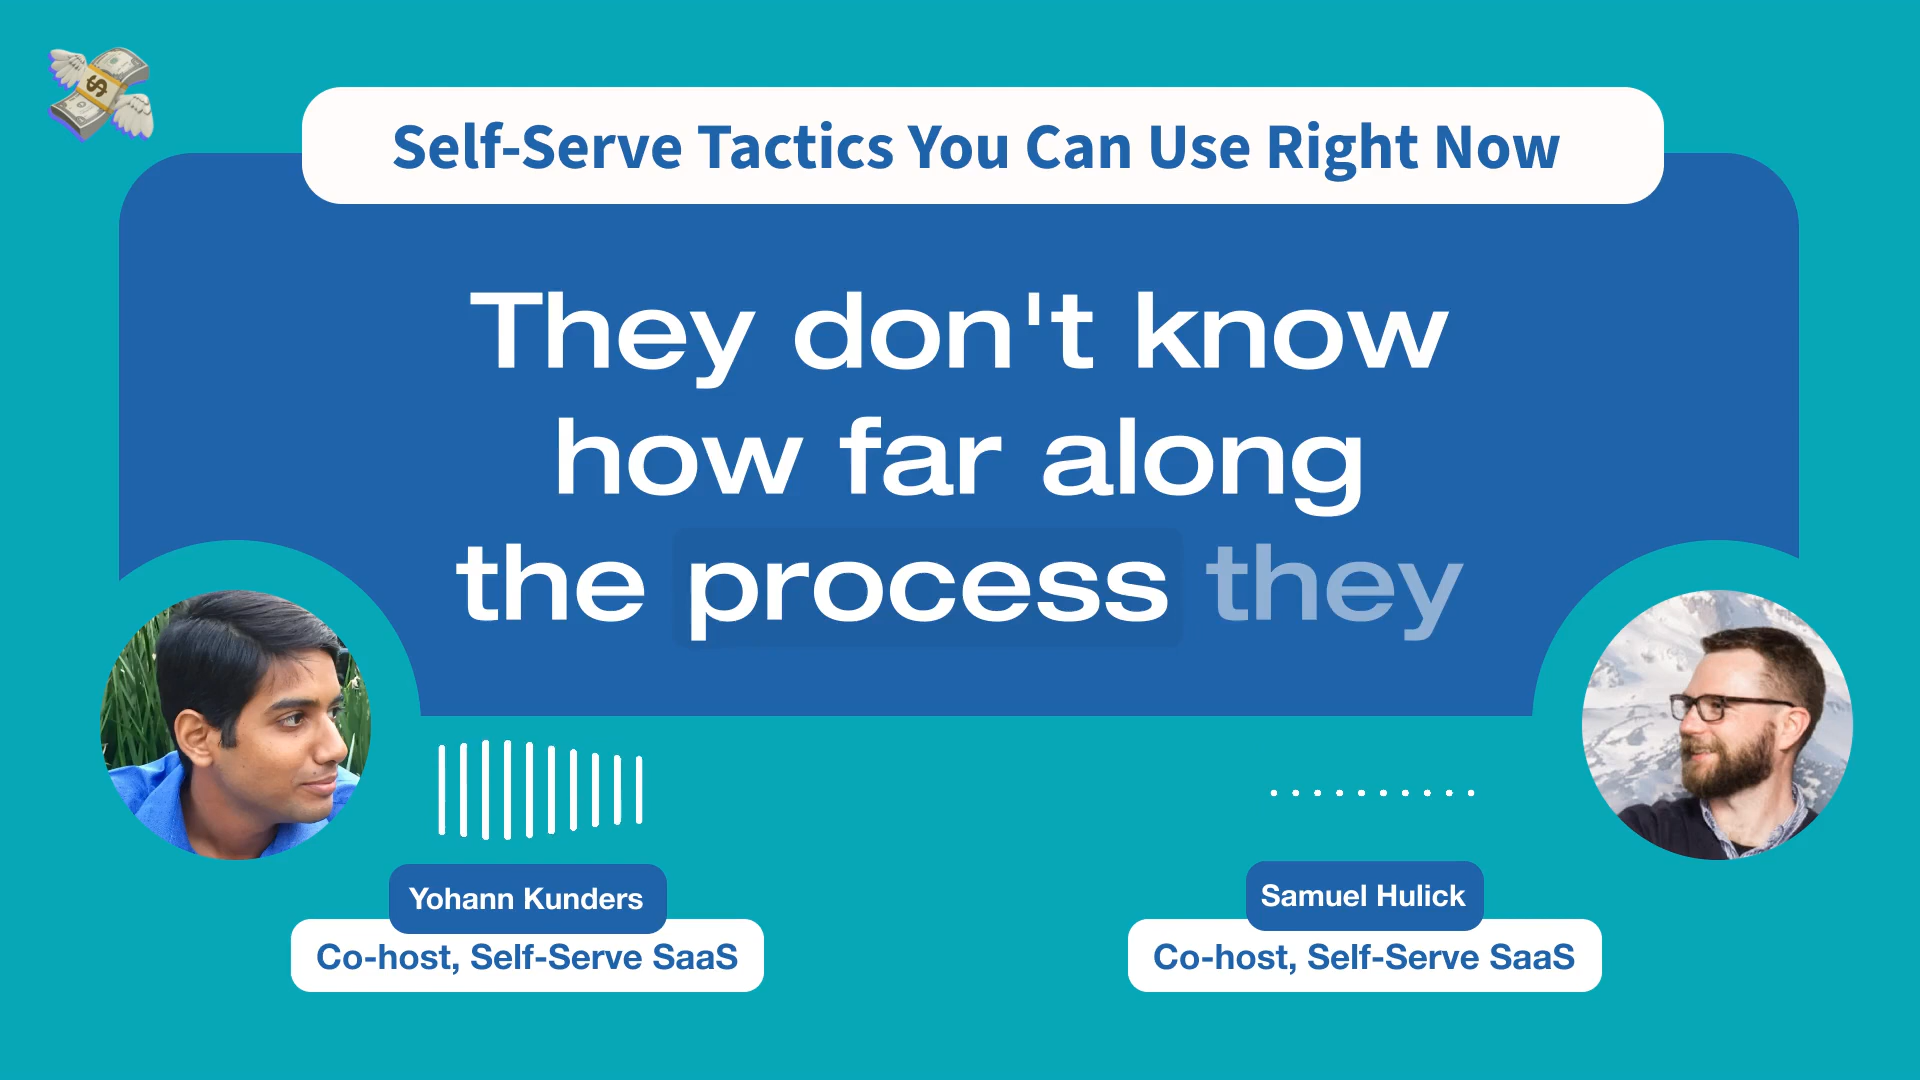 Self-Serve Tactics You Can Use Right Now
They don't know
how far along
the process they
Yohann Kunders
Co-host, Self-Serve SaaS
Samuel Hulick
Co-host, Self-Serve SaaS